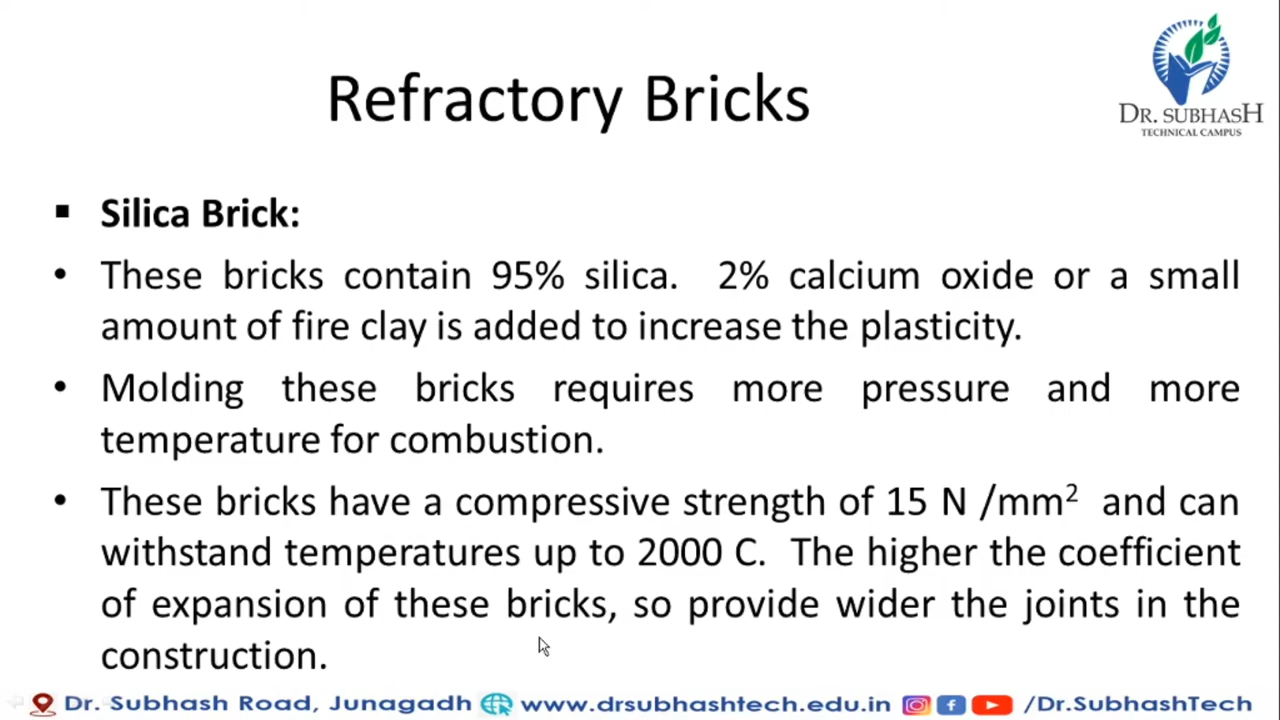 DR. SUBHASH
TECHNICAL CAMPUS
Refractory Bricks
▪ Silica Brick:
• These bricks contain 95% silica. 2% calcium oxide or a small
amount of fire clay is added to increase the plasticity.
• Molding these bricks requires more pressure and more
temperature for combustion.
• These bricks have a compressive strength of 15 N /mm² and can
withstand temperatures up to 2000 C. The higher the coefficient
of expansion of these bricks, so provide wider the joints in the
construction.
Dr. Subhash Road, Junagadh www.drsubhashtech.edu.in /Dr.SubhashTech